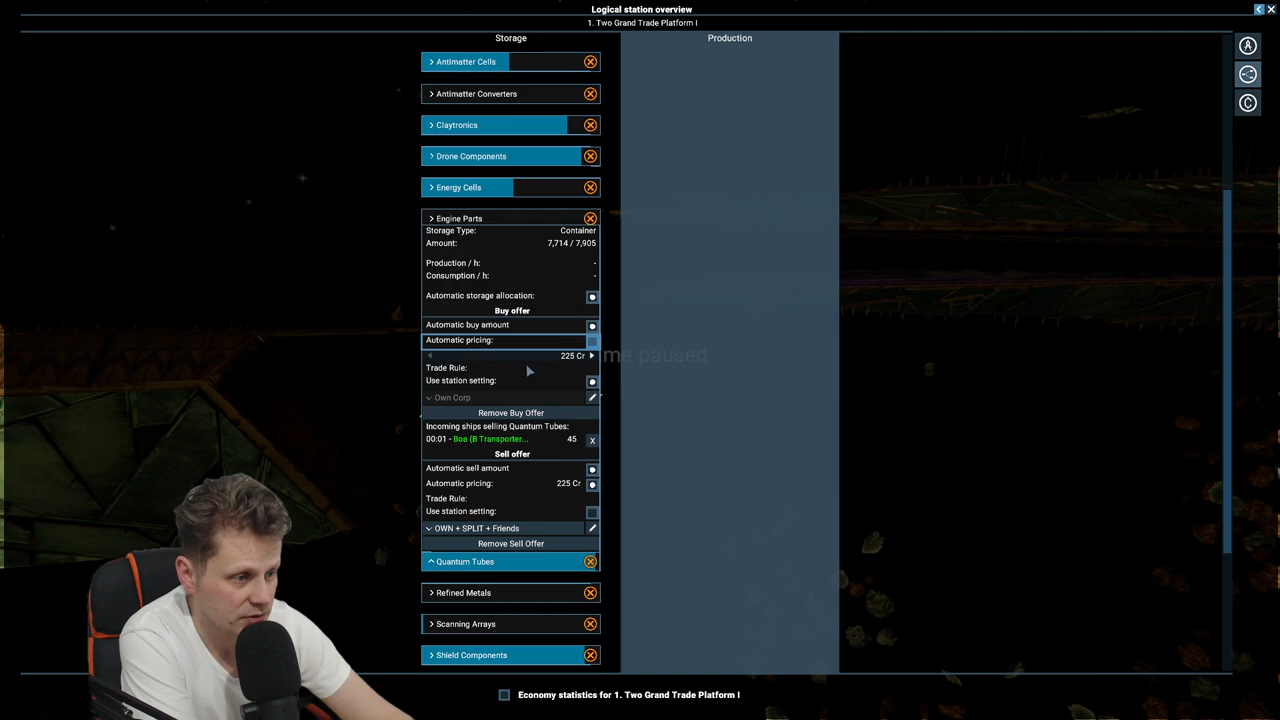 Logical station overview
1. Two Grand Trade Platform I
Storage
Production
Antimatter Cells
Antimatter Converters
Claytronics
Drone Components
Energy Cells
Engine Parts
Storage Type: Container
Amount: 7,714 / 7,905
Production / h: -
Consumption / h: -
Automatic storage allocation:
Buy offer
Automatic buy amount
Automatic pricing:
225 Cr
me paused
Trade Rule:
Use station setting:
Own Corp
Remove Buy Offer
Incoming ships selling Quantum Tubes:
00:01 - Boa (B Transporter... 45 X
Sell offer
Automatic sell amount
Automatic pricing: 225 Cr
Trade Rule:
Use station setting:
OWN + SPLIT + Friends
Remove Sell Offer
Quantum Tubes
Refined Metals
Scanning Arrays
Shield Components
Economy statistics for 1. Two Grand Trade Platform I